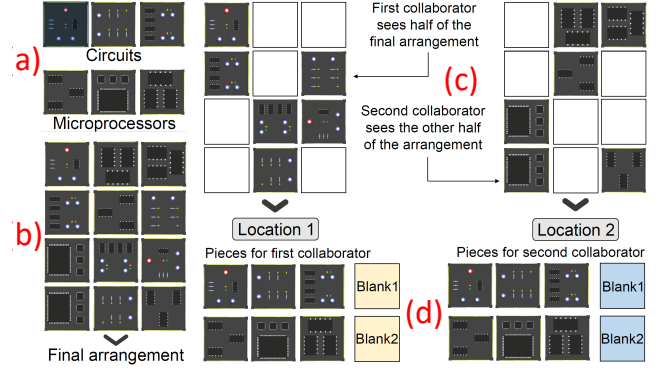 (a)
Circuits
Microprocessors
b)
Final arrangement
First collaborator
sees half of the
final arrangement
(c)
Second collaborator
sees the other half
of the arrangement
Location 1
Location 2
Pieces for first collaborator
Blank1
Blank2
(d)
Pieces for second collaborator
Blank1
Blank2